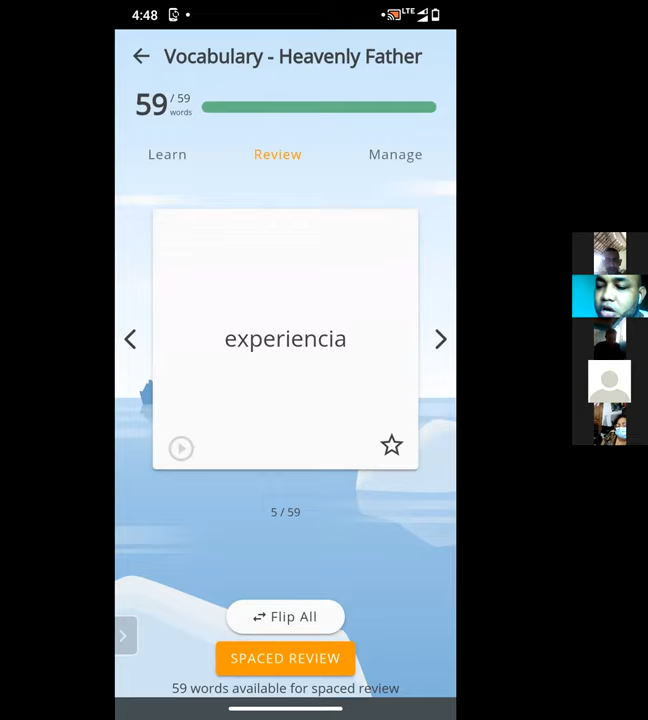 4:48
LTE
Vocabulary - Heavenly Father
59 / 59 words
Learn Review Manage
experiencia
5 / 59
Flip All
SPACED REVIEW
59 words available for spaced review